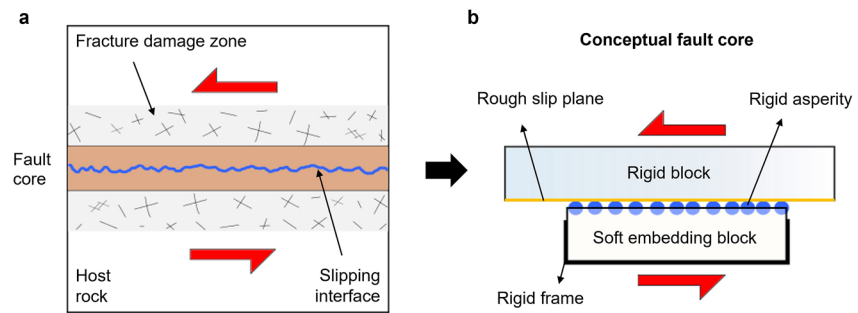 a
Fracture damage zone
Fault
core
Host
rock
Slipping
interface
b
Conceptual fault core
Rough slip plane
Rigid asperity
Rigid block
Soft embedding block
Rigid frame